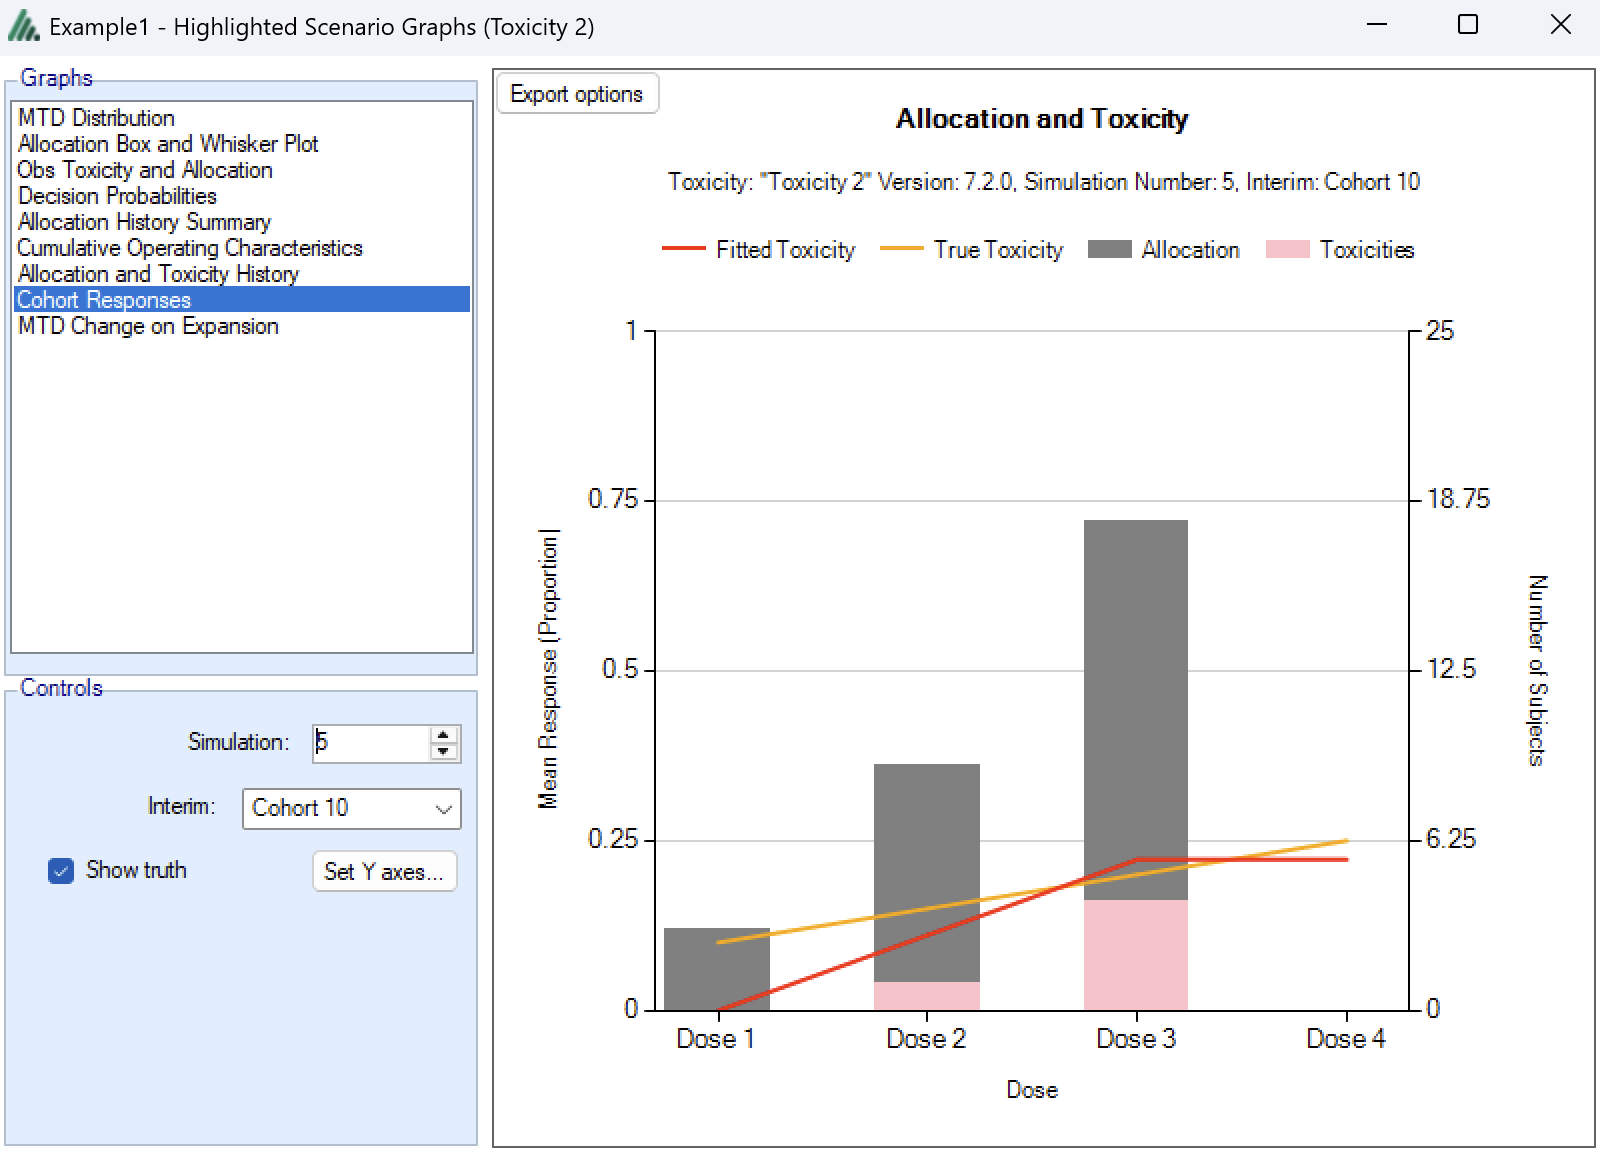 Example1 - Highlighted Scenario Graphs (Toxicity 2)
Graphs
MTD Distribution
Allocation Box and Whisker Plot
Obs Toxicity and Allocation
Decision Probabilities
Allocation History Summary
Cumulative Operating Characteristics
Allocation and Toxicity History
Cohort Responses
MTD Change on Expansion
Controls
Simulation: 5
Interim: Cohort 10
Show truth
Set Y axes...
Export options
Allocation and Toxicity
Toxicity: "Toxicity 2" Version: 7.2.0, Simulation Number: 5, Interim: Cohort 10
Fitted Toxicity True Toxicity Allocation Toxicities
1 25
0.75 18.75
0.5 12.5
0.25 6.25
0 0
Mean Response (Proportion)
Number of Subjects
Dose 1 Dose 2 Dose 3 Dose 4
Dose